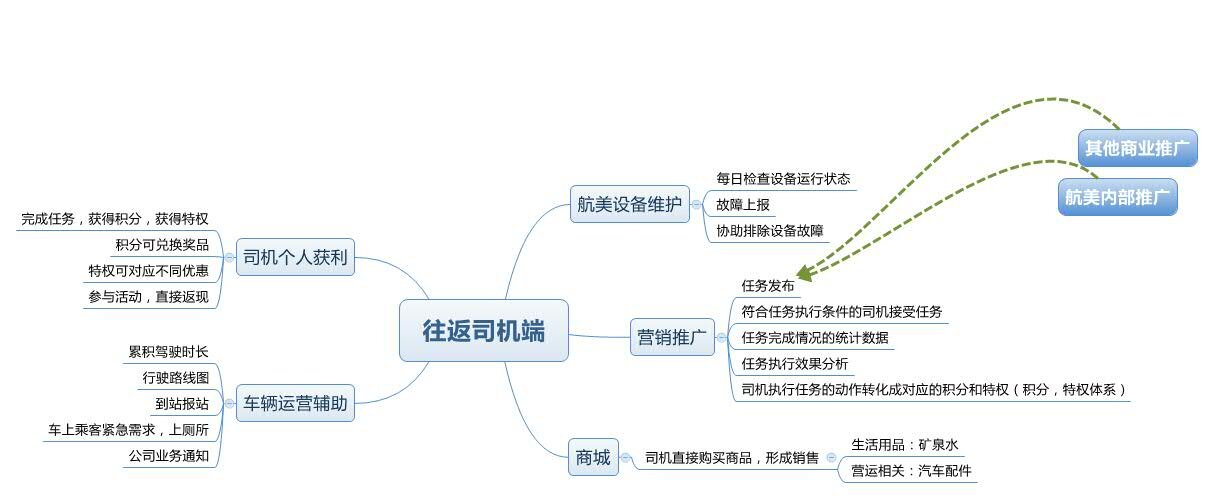 其他商业推广
航美内部推广
往返司机端
航美设备维护
每日检查设备运行状态
故障上报
协助排除设备故障
营销推广
任务发布
符合任务执行条件的司机接受任务
任务完成情况的统计数据
任务执行效果分析
司机执行任务的动作转化成对应的积分和特权（积分，特权体系）
商城
司机直接购买商品，形成销售
生活用品：矿泉水
营运相关：汽车配件
司机个人获利
完成任务，获得积分，获得特权
积分可兑换奖品
特权可对应不同优惠
参与活动，直接返现
车辆运营辅助
累积驾驶时长
行驶路线图
到站报站
车上乘客紧急需求，上厕所
公司业务通知